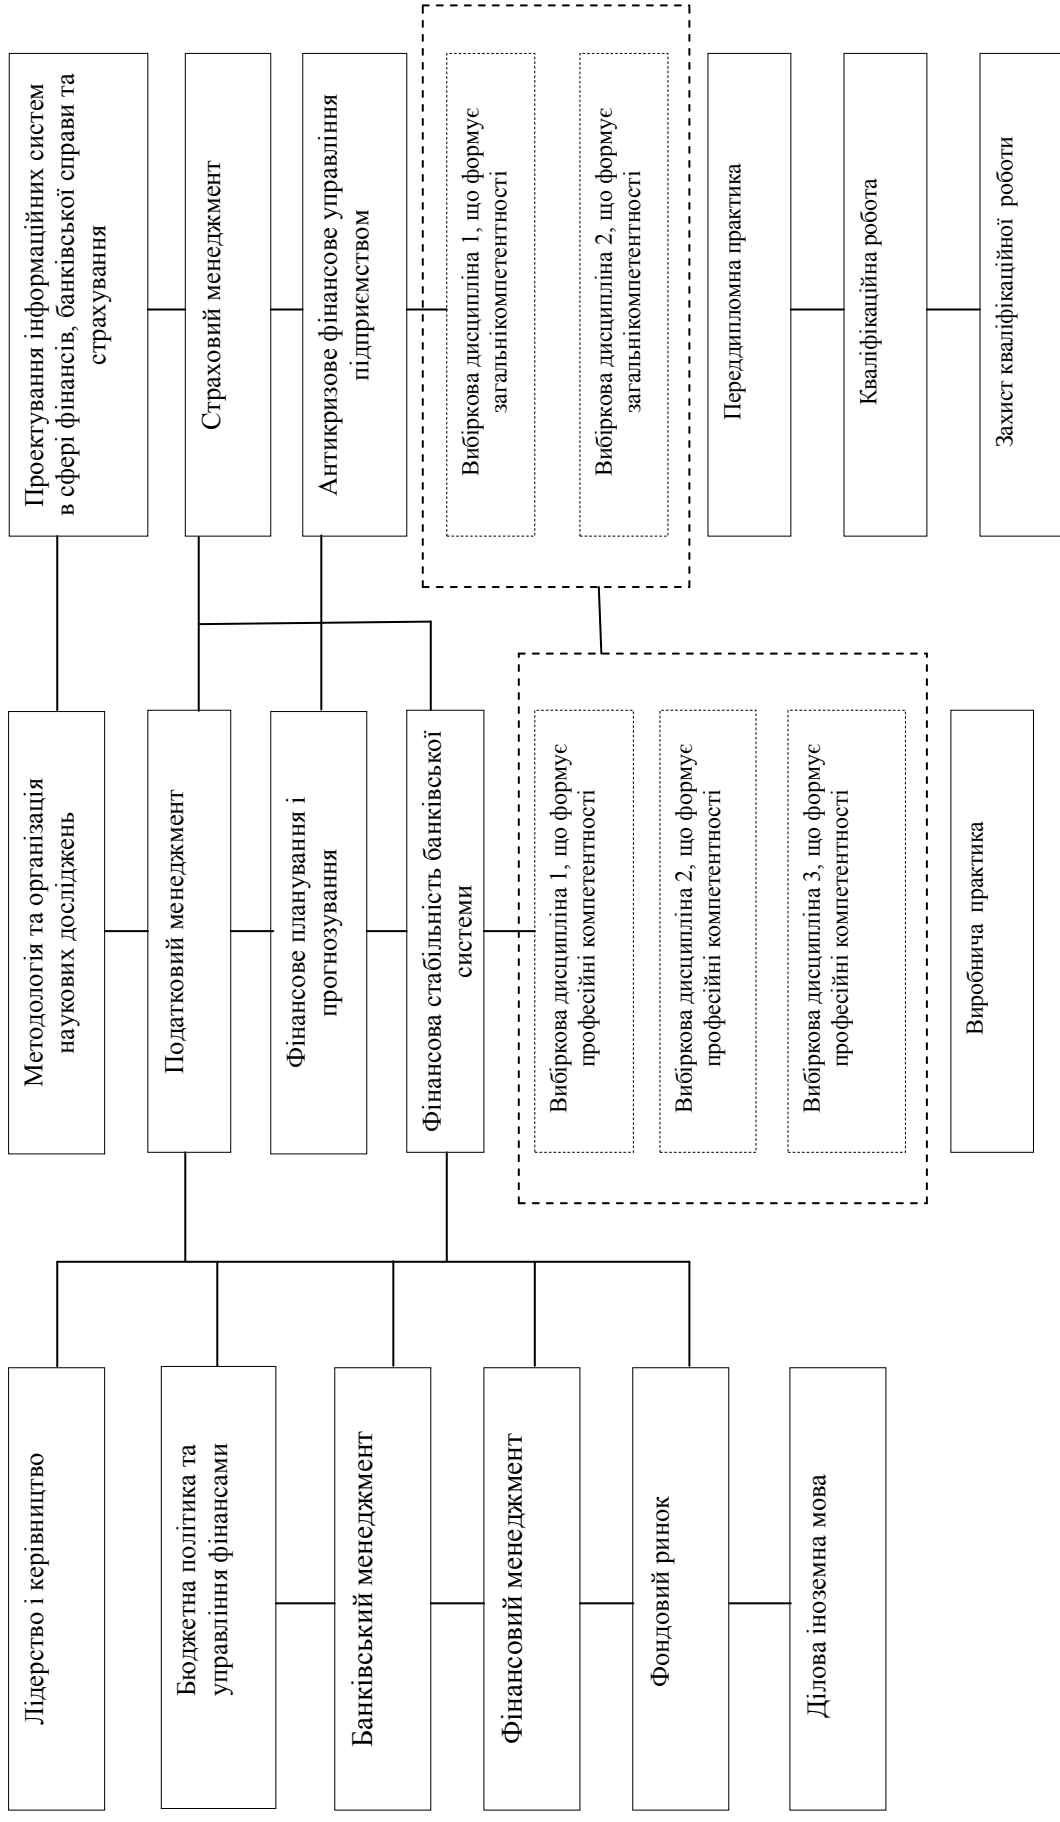 Лідерство і керівництво
Бюджетна політика та
управління фінансами
Банківський менеджмент
Фінансовий менеджмент
Фондовий ринок
Ділова іноземна мова
Методологія та організація
наукових досліджень
Податковий менеджмент
Фінансове планування і
прогнозування
Фінансова стабільність банківської
системи
Вибіркова дисципліна 1, що формує
професійні компетентності
Вибіркова дисципліна 2, що формує
професійні компетентності
Вибіркова дисципліна 3, що формує
професійні компетентності
Виробнича практика
Проектування інформаційних систем
в сфері фінансів, банківської справи та
страхування
Страховий менеджмент
Антикризове фінансове управління
підприємством
Вибіркова дисципліна 1, що формує
загальнікомпетентності
Вибіркова дисципліна 2, що формує
загальнікомпетентності
Переддипломна практика
Кваліфікаційна робота
Захист кваліфікаційної роботи